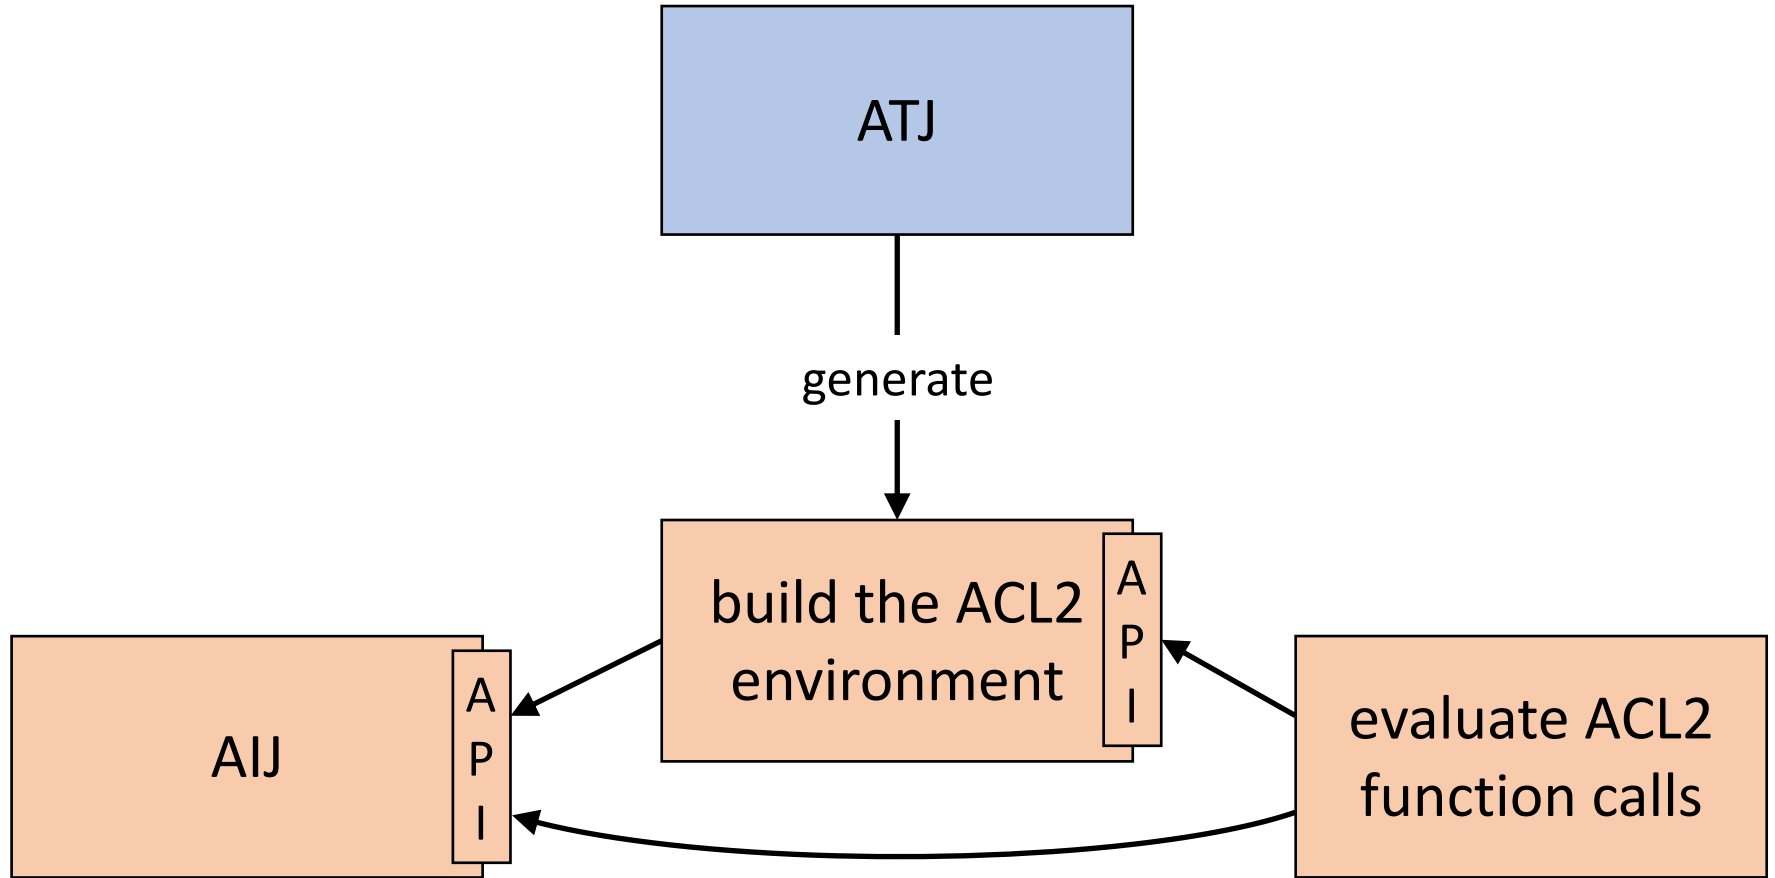 ATJ
generate
build the ACL2
environment
A
P
I
AIJ
A
P
I
evaluate ACL2
function calls